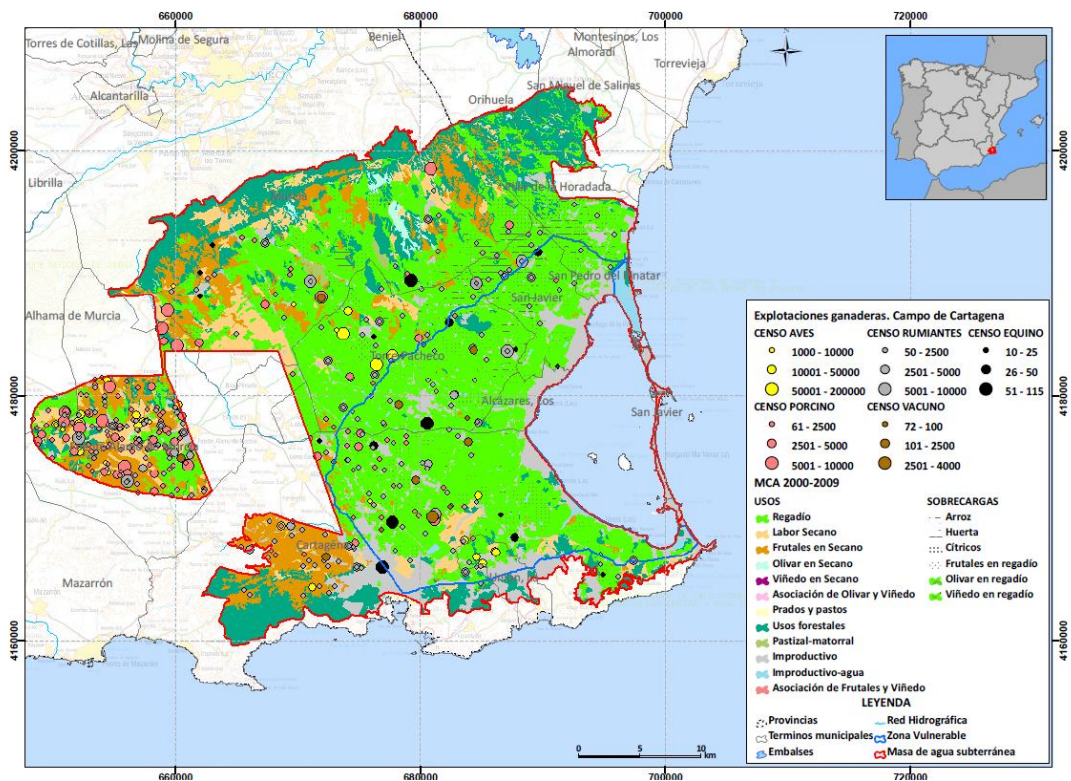 660000 680000 700000 720000
Torres de Cotillas, Las
Molina de Segura
Beniel
Montesinos, Los
Almoradí
Torrevieja
Alcantarilla
San Miguel de Salinas
Orihuela
4200000 4200000
Librilla
Pilar de la Horadada
San Pedro del Pinatar
San Javier
Alhama de Murcia
Torre-Pacheco
4180000 4180000
Alcázares, Los
San Javier
Cartagena
Mazarrón
4160000 4160000
Explotaciones ganaderas. Campo de Cartagena
CENSO AVES CENSO RUMIANTES CENSO EQUINO
1000 - 10000 50 - 2500 10 - 25
10001 - 50000 2501 - 5000 26 - 50
50001 - 200000 5001 - 10000 51 - 115
CENSO PORCINO CENSO VACUNO
61 - 2500 72 - 100
2501 - 5000 101 - 2500
5001 - 10000 2501 - 4000
MCA 2000-2009
USOS SOBRECARGAS
Regadío Arroz
Labor Secano Huerta
Frutales en Secano Cítricos
Olivar en Secano Frutales en regadío
Viñedo en Secano Olivar en regadío
Asociación de Olivar y Viñedo Viñedo en regadío
Prados y pastos
Usos forestales
Pastizal-matorral
Improductivo
Improductivo-agua
Asociación de Frutales y Viñedo
LEYENDA
Provincias Red Hidrográfica
Terminos municipales Zona Vulnerable
Embalses Masa de agua subterránea
0 5 10
km
660000 680000 700000 720000